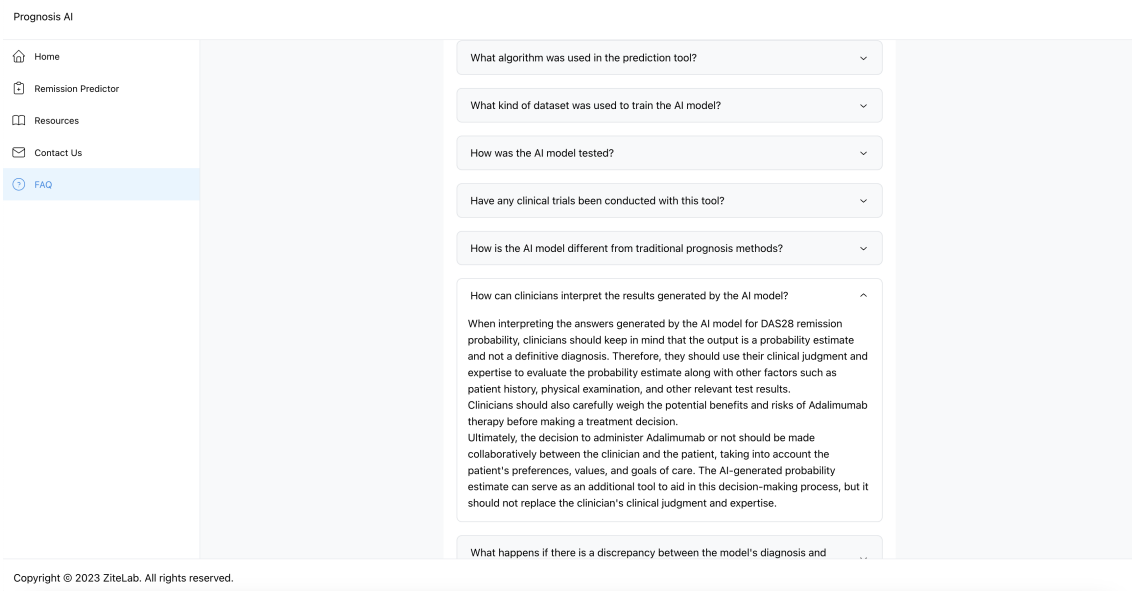 Prognosis AI
Home
Remission Predictor
Resources
Contact Us
FAQ
What algorithm was used in the prediction tool?
What kind of dataset was used to train the AI model?
How was the AI model tested?
Have any clinical trials been conducted with this tool?
How is the AI model different from traditional prognosis methods?
How can clinicians interpret the results generated by the AI model?
When interpreting the answers generated by the AI model for DAS28 remission
probability, clinicians should keep in mind that the output is a probability estimate
and not a definitive diagnosis. Therefore, they should use their clinical judgment and
expertise to evaluate the probability estimate along with other factors such as
patient history, physical examination, and other relevant test results.
Clinicians should also carefully weigh the potential benefits and risks of Adalimumab
therapy before making a treatment decision.
Ultimately, the decision to administer Adalimumab or not should be made
collaboratively between the clinician and the patient, taking into account the
patient's preferences, values, and goals of care. The AI-generated probability
estimate can serve as an additional tool to aid in this decision-making process, but it
should not replace the clinician's clinical judgment and expertise.
What happens if there is a discrepancy between the model's diagnosis and
Copyright © 2023 ZiteLab. All rights reserved.